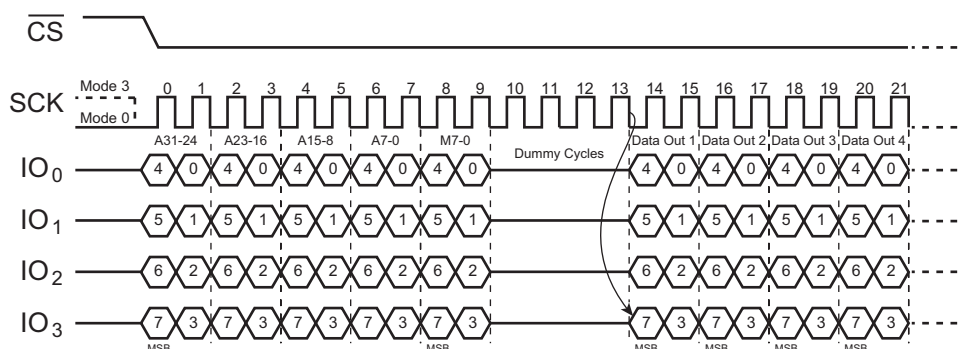 CS
Mode 3
SCK
Mode 0
0 1 2 3 4 5 6 7 8 9 10 11 12 13 14 15 16 17 18 19 20 21
A31-24 A23-16 A15-8 A7-0 M7-0 Dummy Cycles Data Out 1 Data Out 2 Data Out 3 Data Out 4
IO0 4 0 4 0 4 0 4 0 4 0 4 0 4 0 4 0 4 0
IO1 5 1 5 1 5 1 5 1 5 1 5 1 5 1 5 1 5 1
IO2 6 2 6 2 6 2 6 2 6 2 6 2 6 2 6 2 6 2
IO3 7 3 7 3 7 3 7 3 7 3 7 3 7 3 7 3 7 3
MSB MSB MSB MSB MSB MSB